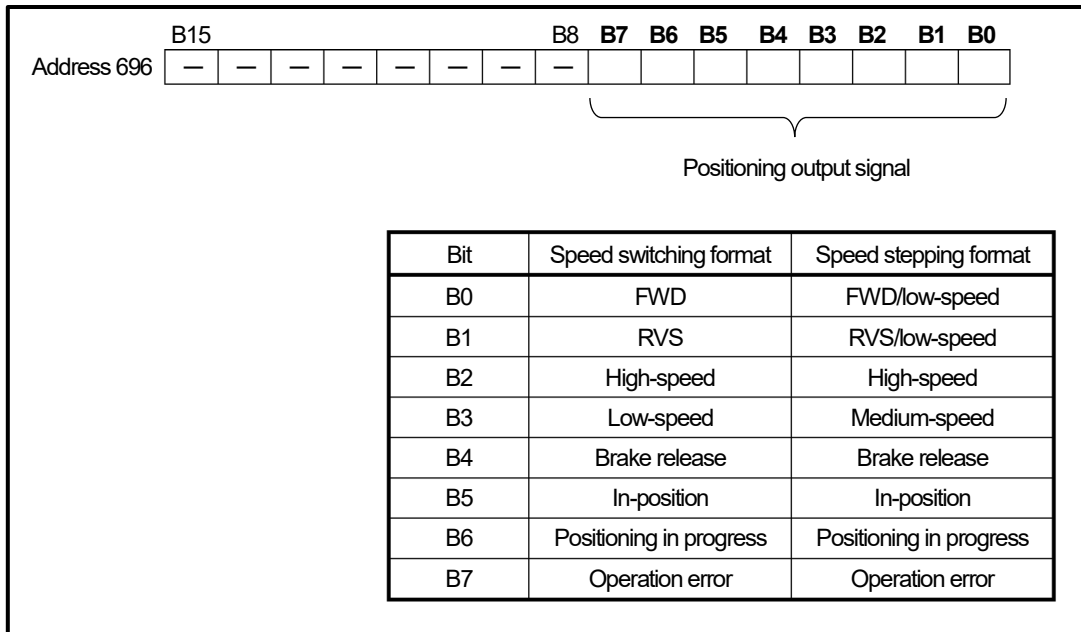 B15 B8 B7 B6 B5 B4 B3 B2 B1 B0
Address 696 — — — — — — — —
Positioning output signal
Bit Speed switching format Speed stepping format
B0 FWD FWD/low-speed
B1 RVS RVS/low-speed
B2 High-speed High-speed
B3 Low-speed Medium-speed
B4 Brake release Brake release
B5 In-position In-position
B6 Positioning in progress Positioning in progress
B7 Operation error Operation error